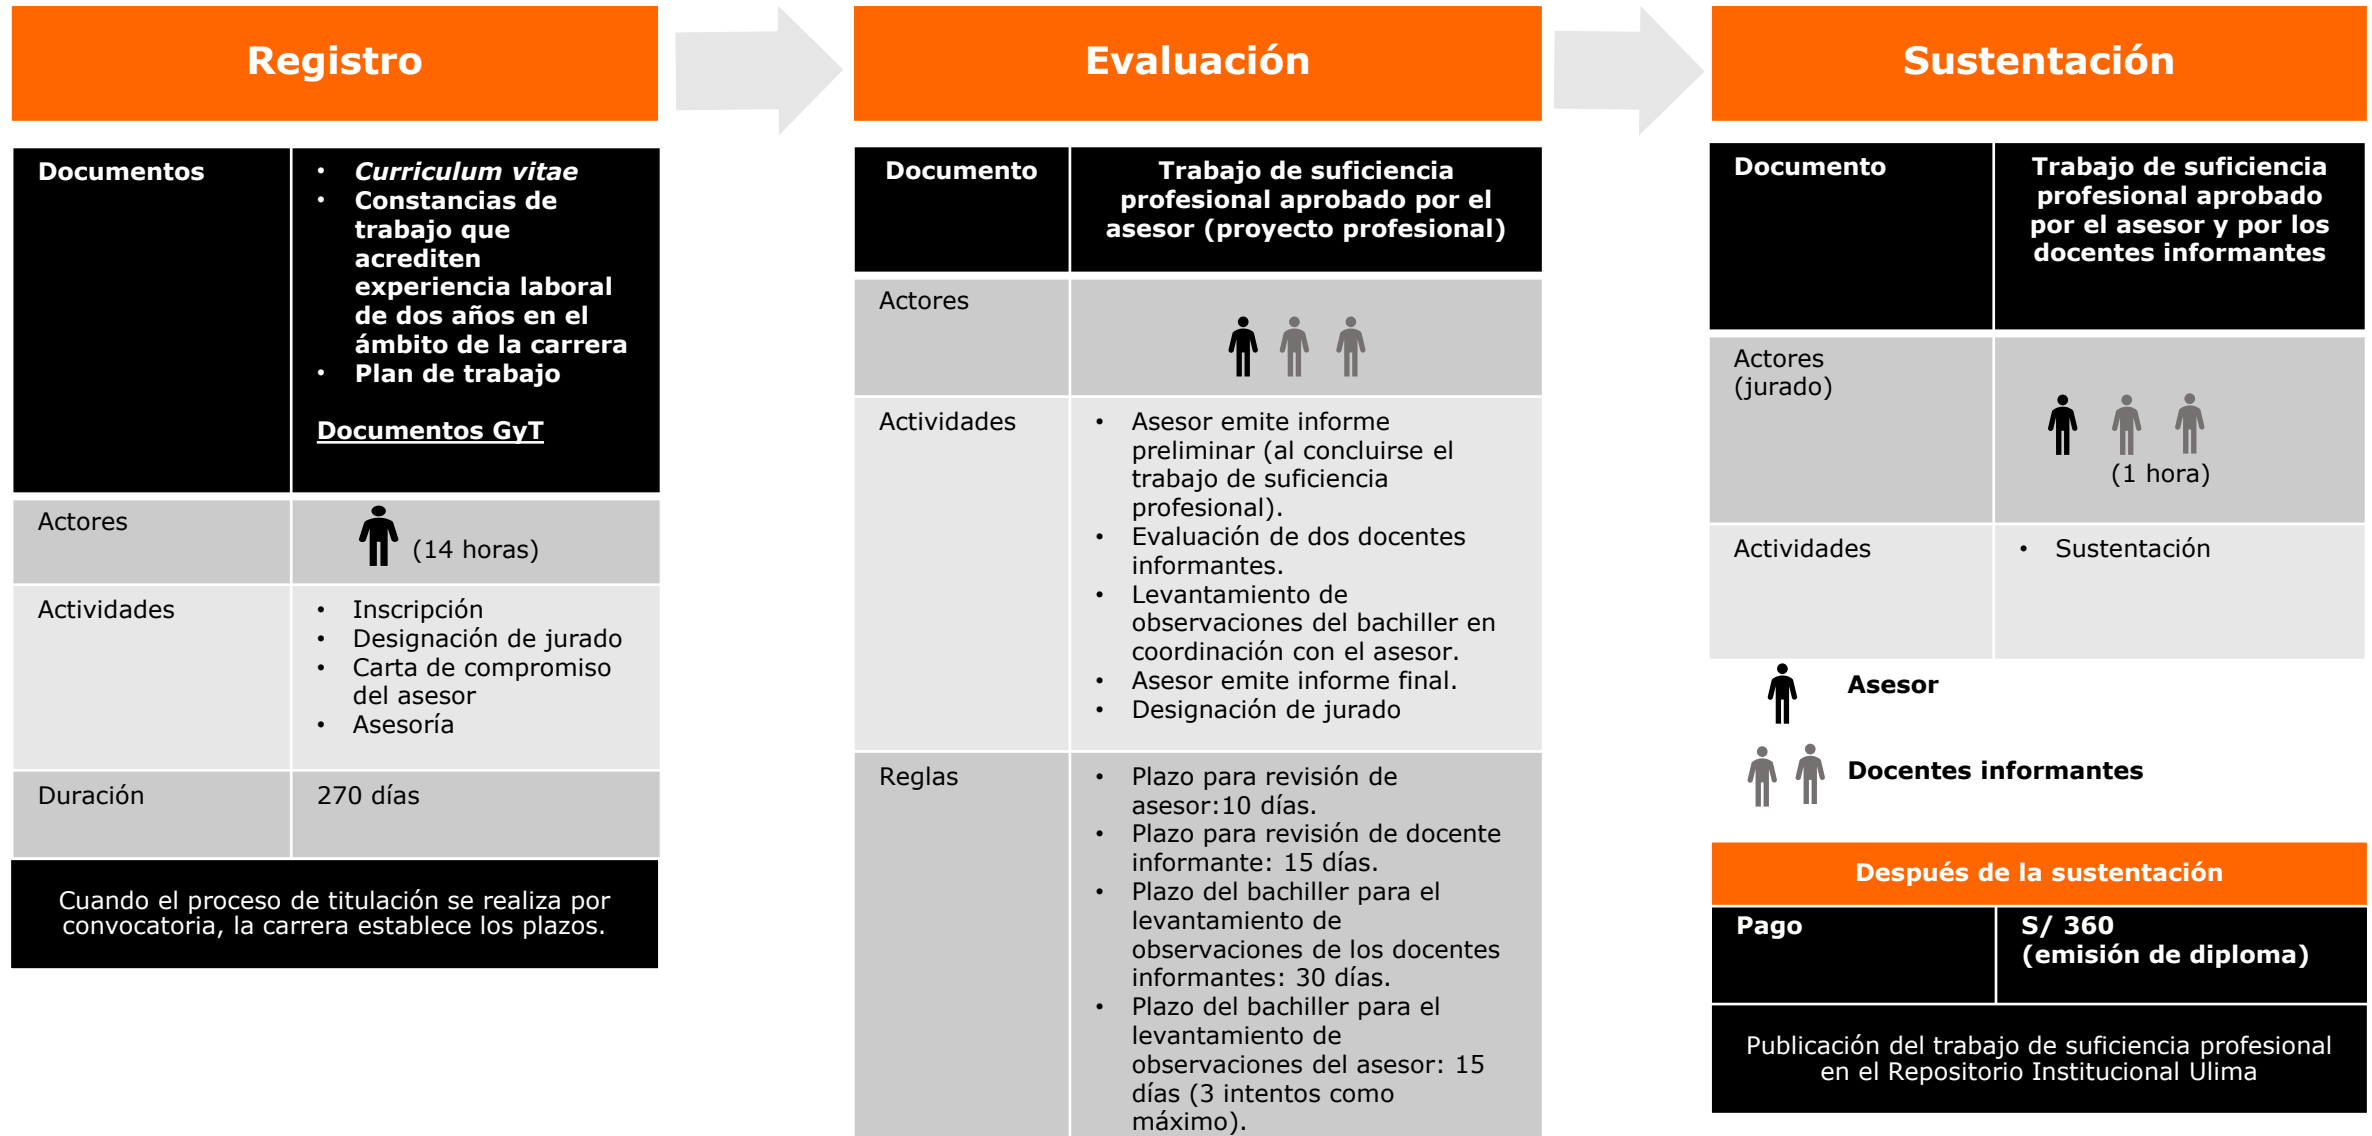 Registro
Documentos
• Curriculum vitae
• Constancias de
trabajo que
acrediten
experiencia laboral
de dos años en el
ámbito de la carrera
• Plan de trabajo
Documentos GyT
Actores
(14 horas)
Actividades
• Inscripción
• Designación de jurado
• Carta de compromiso
del asesor
• Asesoría
Duración
270 días
Cuando el proceso de titulación se realiza por
convocatoria, la carrera establece los plazos.
Evaluación
Documento
Trabajo de suficiencia
profesional aprobado por el
asesor (proyecto profesional)
Actores
Actividades
• Asesor emite informe
preliminar (al concluirse el
trabajo de suficiencia
profesional).
• Evaluación de dos docentes
informantes.
• Levantamiento de
observaciones del bachiller en
coordinación con el asesor.
• Asesor emite informe final.
• Designación de jurado
Reglas
• Plazo para revisión de
asesor:10 días.
• Plazo para revisión de docente
informante: 15 días.
• Plazo del bachiller para el
levantamiento de
observaciones de los docentes
informantes: 30 días.
• Plazo del bachiller para el
levantamiento de
observaciones del asesor: 15
días (3 intentos como
máximo).
Sustentación
Documento
Trabajo de suficiencia
profesional aprobado
por el asesor y por los
docentes informantes
Actores
(jurado)
(1 hora)
Actividades
• Sustentación
Asesor
Docentes informantes
Después de la sustentación
Pago
S/ 360
(emisión de diploma)
Publicación del trabajo de suficiencia profesional
en el Repositorio Institucional Ulima